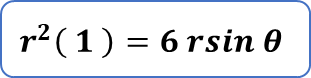 r²( 1 ) = 6 rsin θ